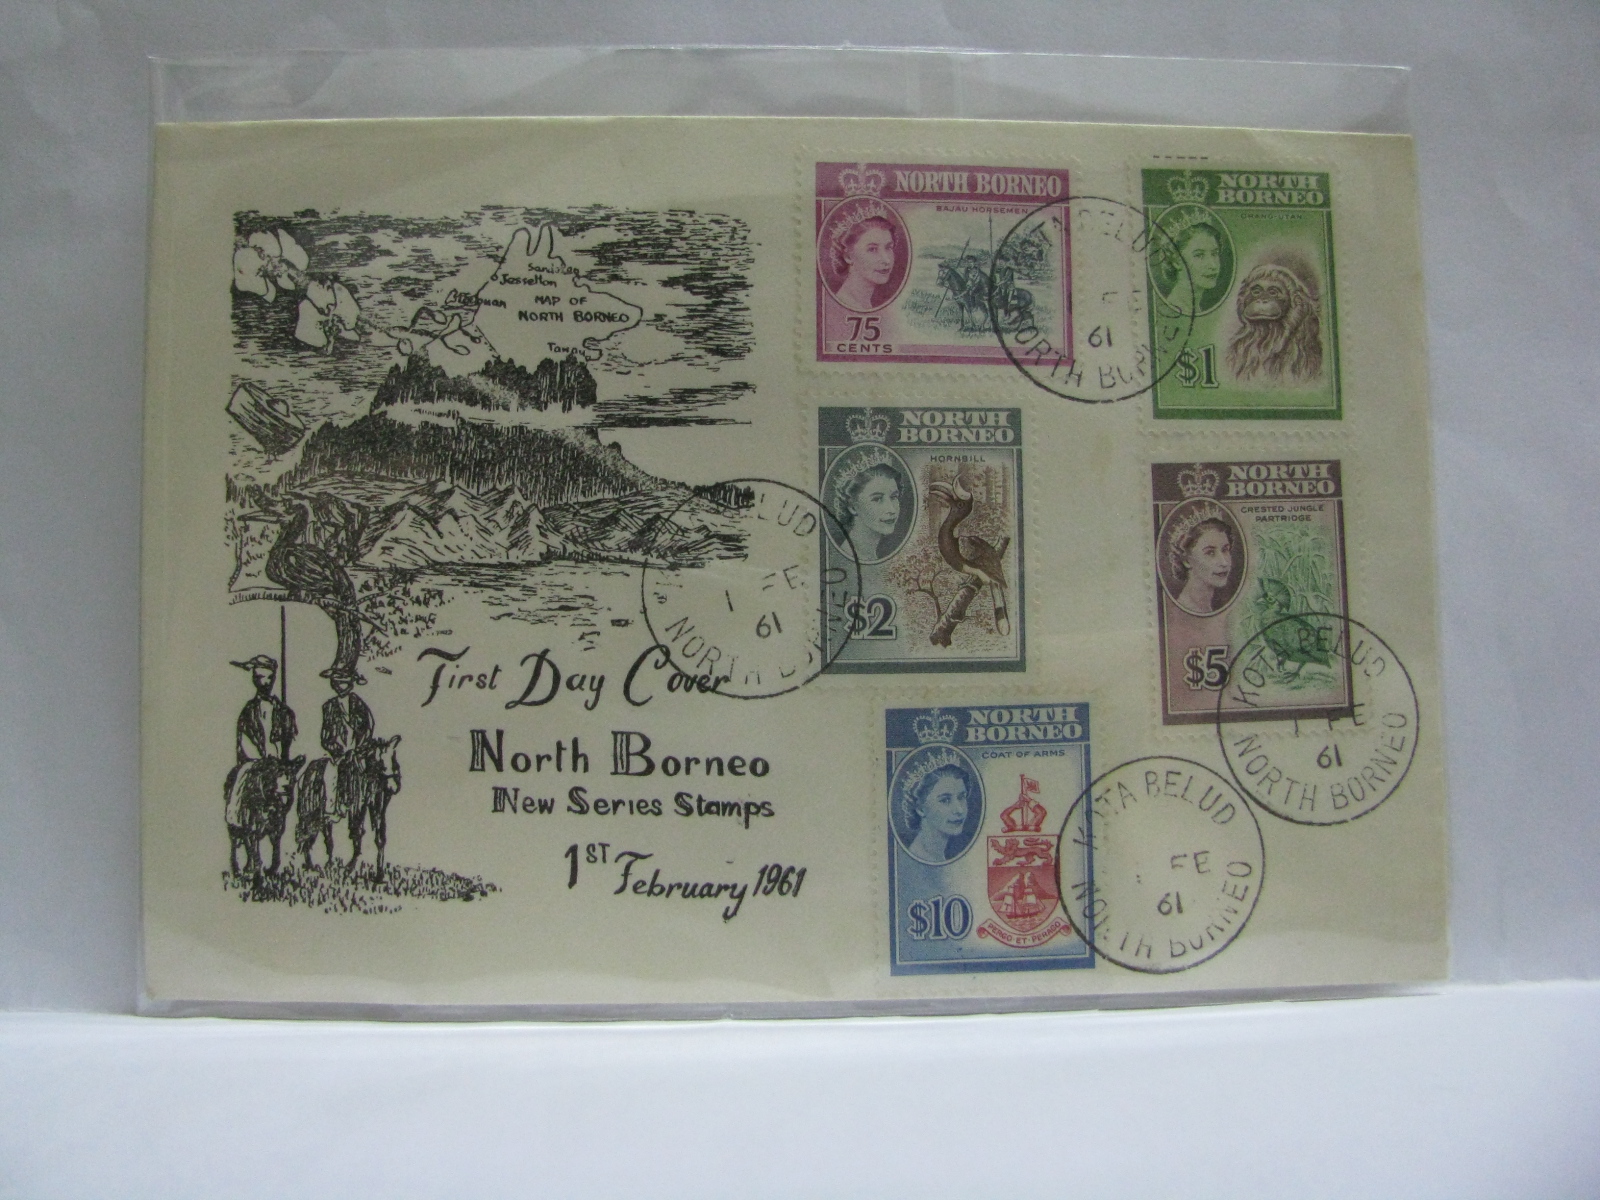 Sandakan
Jesselton
MAP OF
NORTH BORNEO
Tawau
First Day Cover
North Borneo
New Series Stamps
1ST February 1961
NORTH BORNEO
BAJAU HORSEMEN
75
CENTS
NORTH
BORNEO
ORANG-UTAN
$1
KOTA BELUD
61
NORTH BORNEO
NORTH
BORNEO
HORNBILL
$2
BELUD
1 FE
61
NORTH BORNEO
NORTH
BORNEO
CRESTED JUNGLE
PARTRIDGE
$5
KOTA BELUD
1 FE
61
NORTH BORNEO
NORTH
BORNEO
COAT OF ARMS
$10
PERGO ET PERAGO
KOTA BELUD
FE
61
NORTH BORNEO